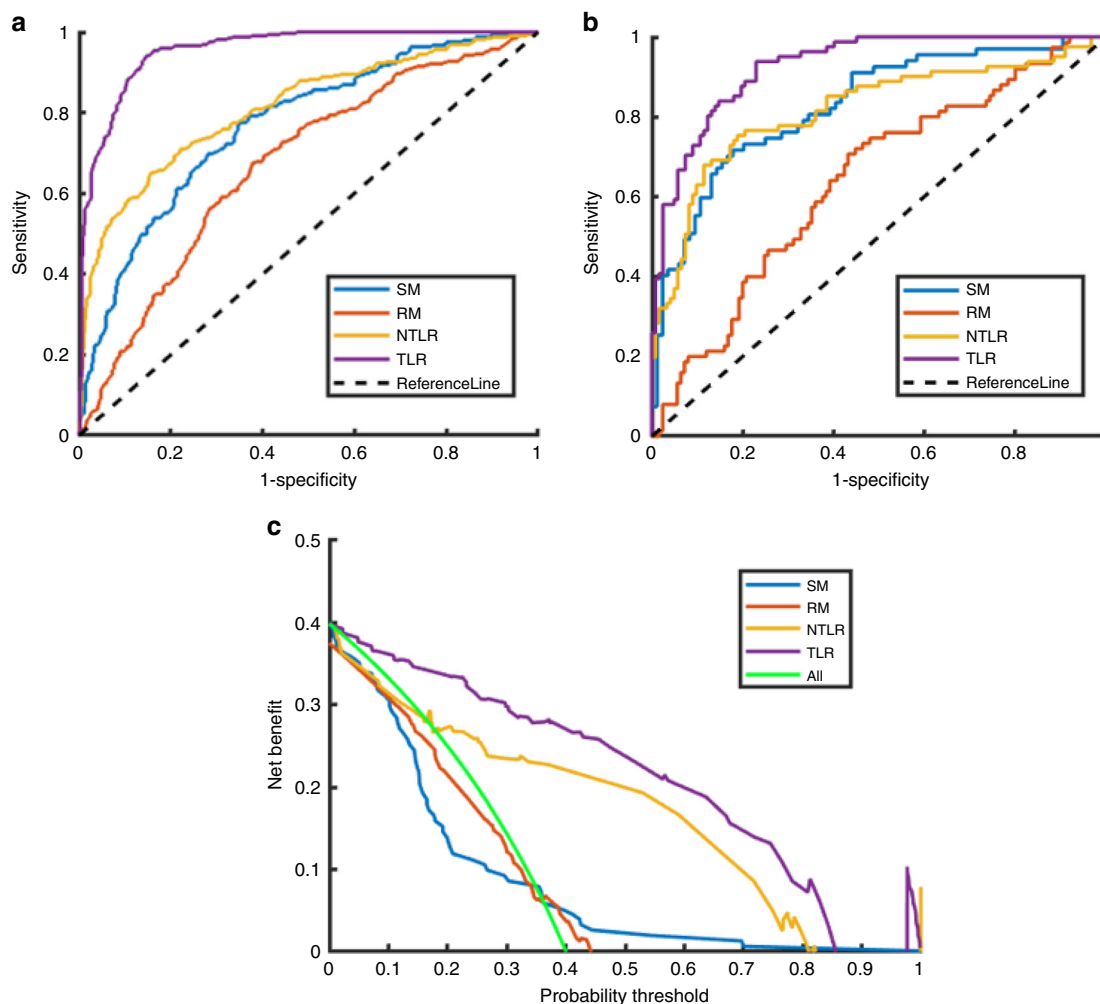 a
1
0.8
0.6
0.4
0.2
0
Sensitivity
0 0.2 0.4 0.6 0.8 1
1-specificity
SM
RM
NTLR
TLR
ReferenceLine
b
1
0.8
0.6
0.4
0.2
0
Sensitivity
0 0.2 0.4 0.6 0.8
1-specificity
SM
RM
NTLR
TLR
ReferenceLine
c
0.5
0.4
0.3
0.2
0.1
0
Net benefit
0 0.1 0.2 0.3 0.4 0.5 0.6 0.7 0.8 0.9 1
Probability threshold
SM
RM
NTLR
TLR
All